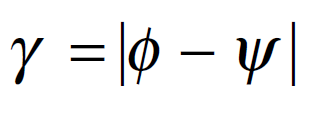 γ = |ϕ − ψ|